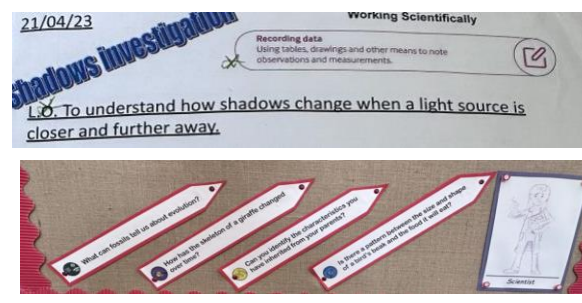 21/04/23
Working Scientifically
Shadows investigation
Recording data
Using tables, drawings and other means to note
observations and measurements.
L.O. To understand how shadows change when a light source is
closer and further away.
What can fossils tell us about evolution?
How has the skeleton of a giraffe changed
over time?
Can you identify the characteristics you
have inherited from your parents?
Is there a pattern between the size and shape
of a bird's beak and the food it will eat?
Scientist